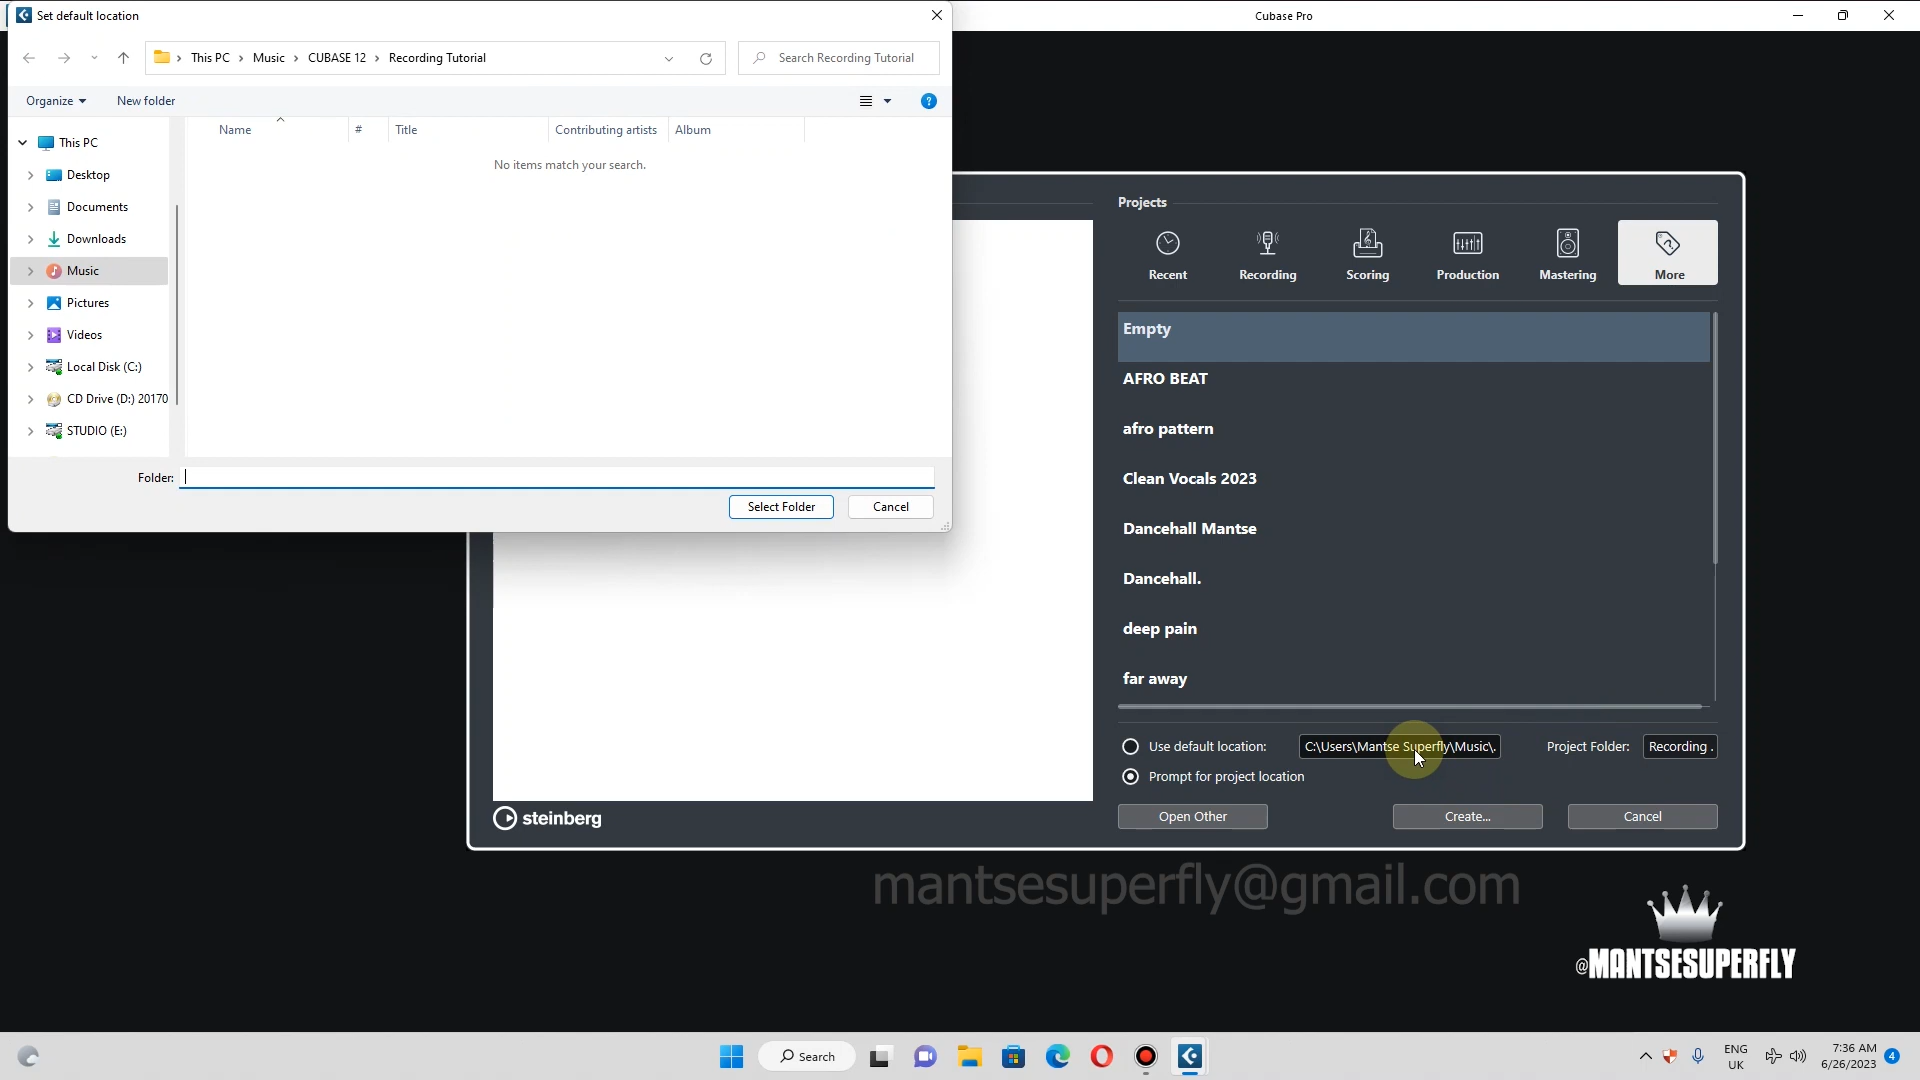 Set default location
Cubase Pro
This PC > Music > CUBASE 12 > Recording Tutorial
Search Recording Tutorial
Organize
New folder
Name
#
Title
Contributing artists
Album
No items match your search.
This PC
Desktop
Documents
Downloads
Music
Pictures
Videos
Local Disk (C:)
CD Drive (D:) 20170
STUDIO (E:)
Folder:
Select Folder
Cancel
Projects
Recent
Recording
Scoring
Production
Mastering
More
Empty
AFRO BEAT
afro pattern
Clean Vocals 2023
Dancehall Mantse
Dancehall.
deep pain
far away
Use default location:
C:\Users\Mantse Superfly\Music\.
Project Folder:
Recording .
Prompt for project location
Open Other
Create...
Cancel
steinberg
mantsesuperfly@gmail.com
@MANTSESUPERFLY
Search
ENG
UK
7:36 AM
6/26/2023
4